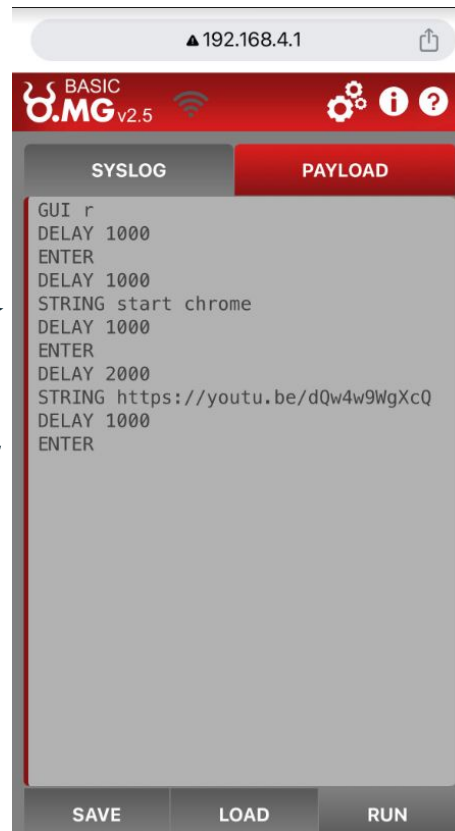 192.168.4.1
BASIC
O.MG v2.5
SYSLOG
PAYLOAD
GUI r
DELAY 1000
ENTER
DELAY 1000
STRING start chrome
DELAY 1000
ENTER
DELAY 2000
STRING https://youtu.be/dQw4w9WgXcQ
DELAY 1000
ENTER
SAVE
LOAD
RUN